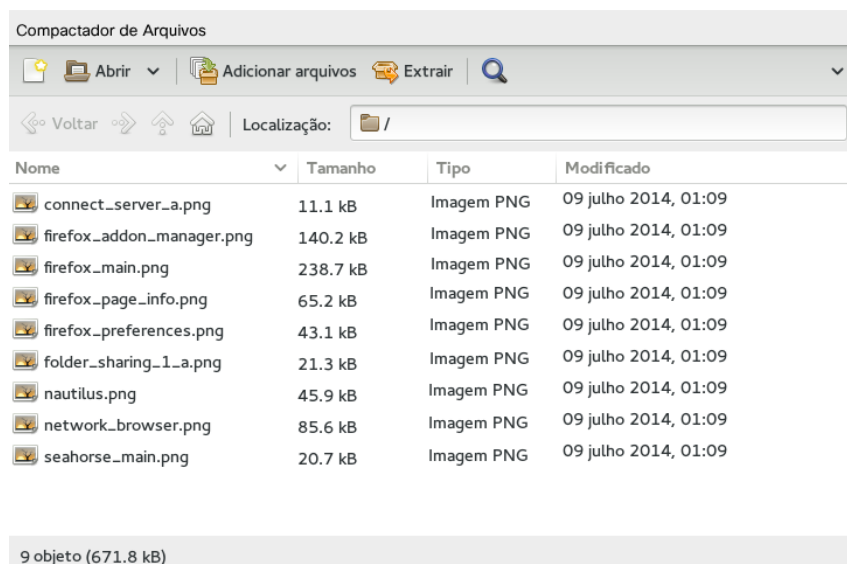 Compactador de Arquivos
Abrir Adicionar arquivos Extrair
Voltar Localização: /
Nome Tamanho Tipo Modificado
connect_server_a.png 11.1 kB Imagem PNG 09 julho 2014, 01:09
firefox_addon_manager.png 140.2 kB Imagem PNG 09 julho 2014, 01:09
firefox_main.png 238.7 kB Imagem PNG 09 julho 2014, 01:09
firefox_page_info.png 65.2 kB Imagem PNG 09 julho 2014, 01:09
firefox_preferences.png 43.1 kB Imagem PNG 09 julho 2014, 01:09
folder_sharing_1_a.png 21.3 kB Imagem PNG 09 julho 2014, 01:09
nautilus.png 45.9 kB Imagem PNG 09 julho 2014, 01:09
network_browser.png 85.6 kB Imagem PNG 09 julho 2014, 01:09
seahorse_main.png 20.7 kB Imagem PNG 09 julho 2014, 01:09
9 objeto (671.8 kB)